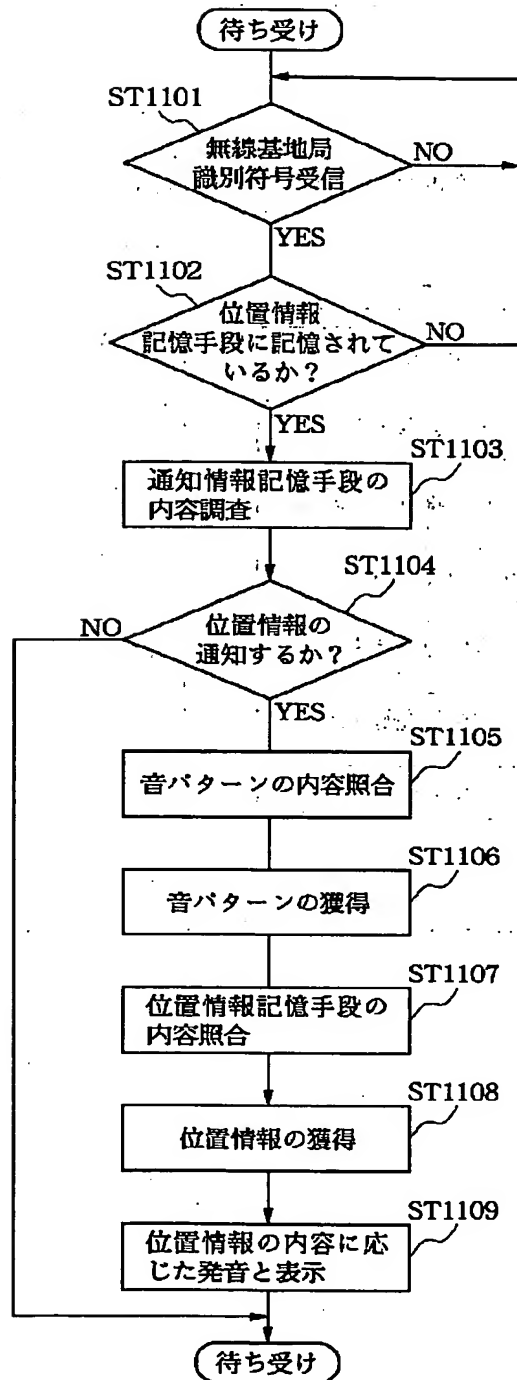 待ち受け
ST1101
無線基地局
識別符号受信
NO
YES
ST1102
位置情報
記憶手段に記憶されて
いるか？
NO
YES
ST1103
通知情報記憶手段の
内容調査
ST1104
位置情報の
通知するか？
NO
YES
ST1105
音パターンの内容照合
ST1106
音パターンの獲得
ST1107
位置情報記憶手段の
内容照合
ST1108
位置情報の獲得
ST1109
位置情報の内容に応
じた発音と表示
待ち受け